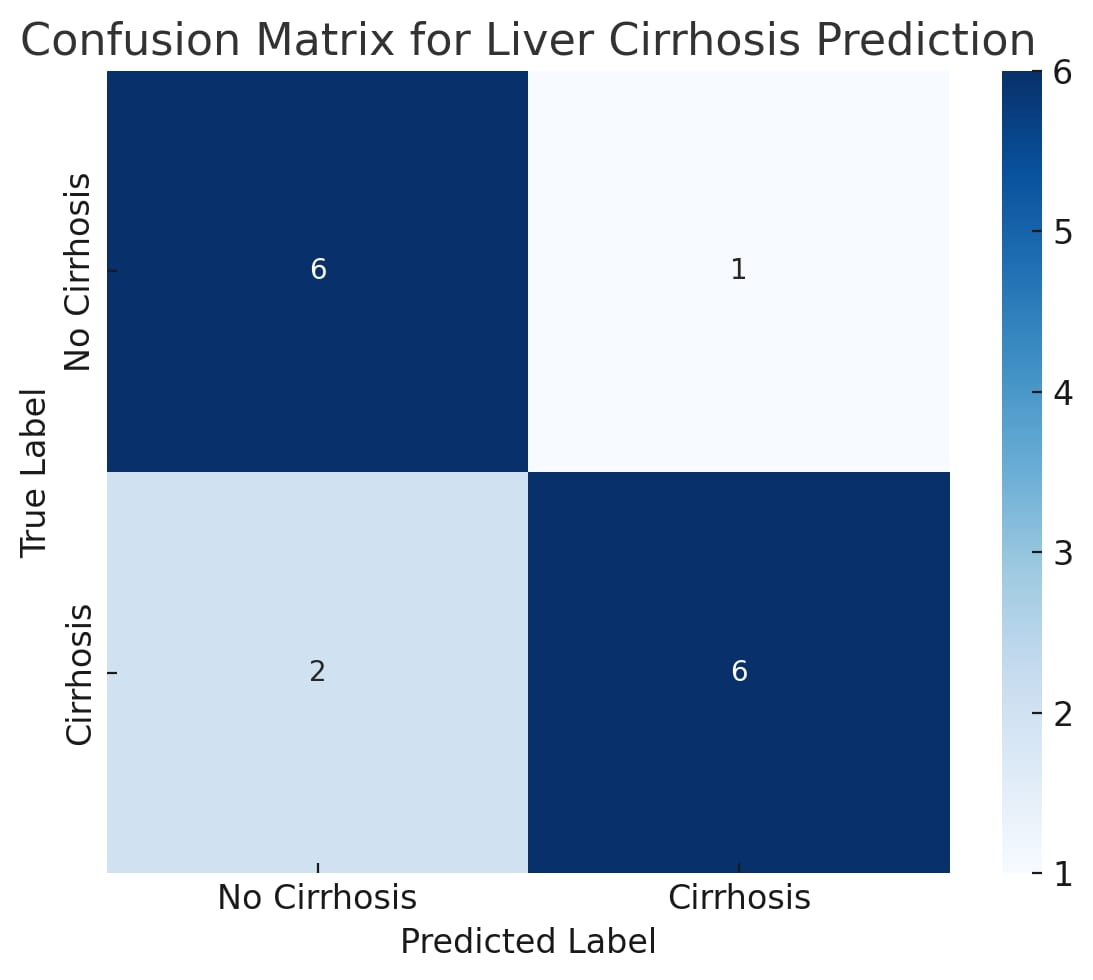 Confusion Matrix for Liver Cirrhosis Prediction
True Label
No Cirrhosis
Cirrhosis
6
1
2
6
No Cirrhosis
Cirrhosis
Predicted Label
6
5
4
3
2
1